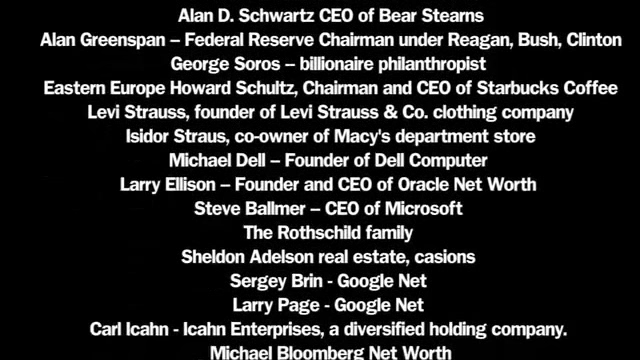 Alan D. Schwartz CEO of Bear Stearns
Alan Greenspan – Federal Reserve Chairman under Reagan, Bush, Clinton
George Soros – billionaire philanthropist
Eastern Europe Howard Schultz, Chairman and CEO of Starbucks Coffee
Levi Strauss, founder of Levi Strauss & Co. clothing company
Isidor Straus, co-owner of Macy's department store
Michael Dell – Founder of Dell Computer
Larry Ellison – Founder and CEO of Oracle Net Worth
Steve Ballmer – CEO of Microsoft
The Rothschild family
Sheldon Adelson real estate, casions
Sergey Brin - Google Net
Larry Page - Google Net
Carl Icahn - Icahn Enterprises, a diversified holding company.
Michael Bloomberg Net Worth